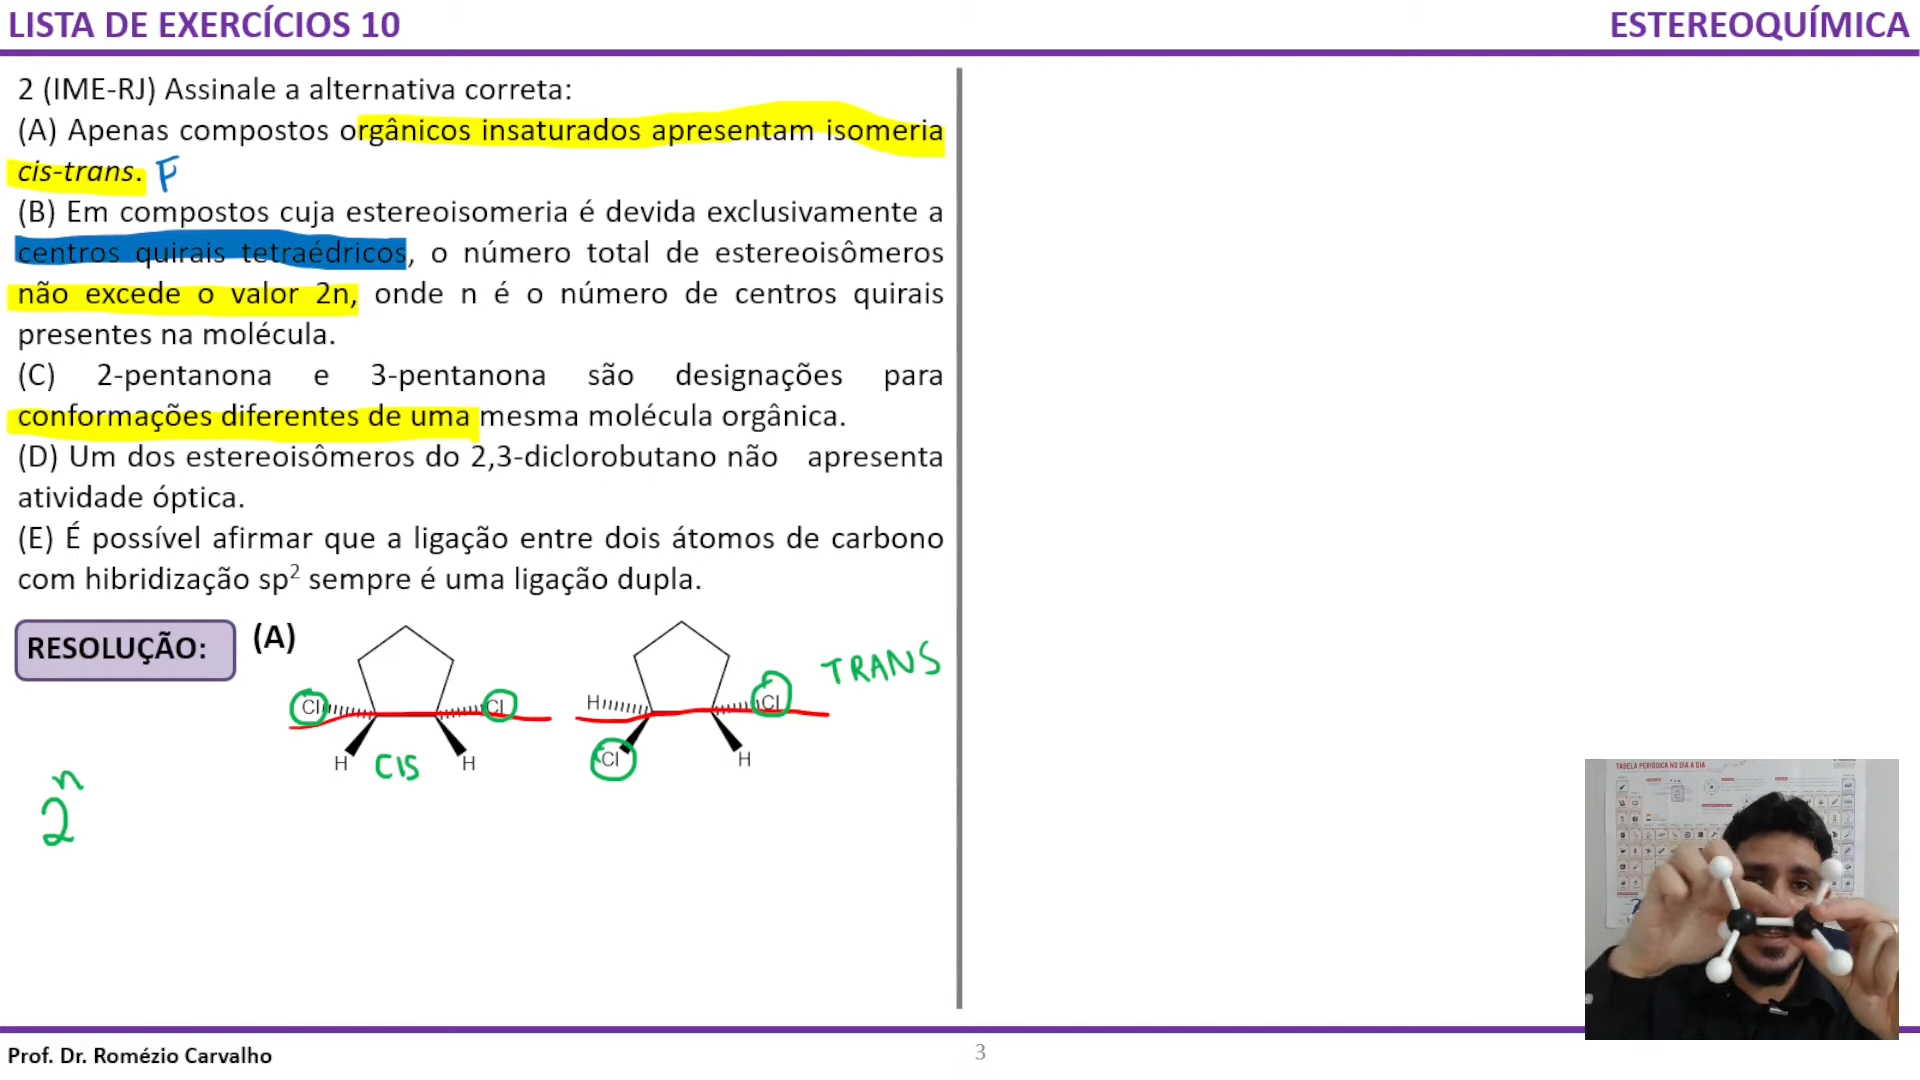 LISTA DE EXERCÍCIOS 10
ESTEREOQUÍMICA
2 (IME-RJ) Assinale a alternativa correta:
(A) Apenas compostos orgânicos insaturados apresentam isomeria
cis-trans. F
(B) Em compostos cuja estereoisomeria é devida exclusivamente a
centros quirais tetraédricos, o número total de estereoisômeros
não excede o valor 2n, onde n é o número de centros quirais
presentes na molécula.
(C) 2-pentanona e 3-pentanona são designações para
conformações diferentes de uma mesma molécula orgânica.
(D) Um dos estereoisômeros do 2,3-diclorobutano não apresenta
atividade óptica.
(E) É possível afirmar que a ligação entre dois átomos de carbono
com hibridização sp² sempre é uma ligação dupla.
RESOLUÇÃO: (A)
TRANS
Cl Cl H Cl
H CIS H Cl H
2ⁿ
TABELA PERIÓDICA NO DIA A DIA
Prof. Dr. Romézio Carvalho
3